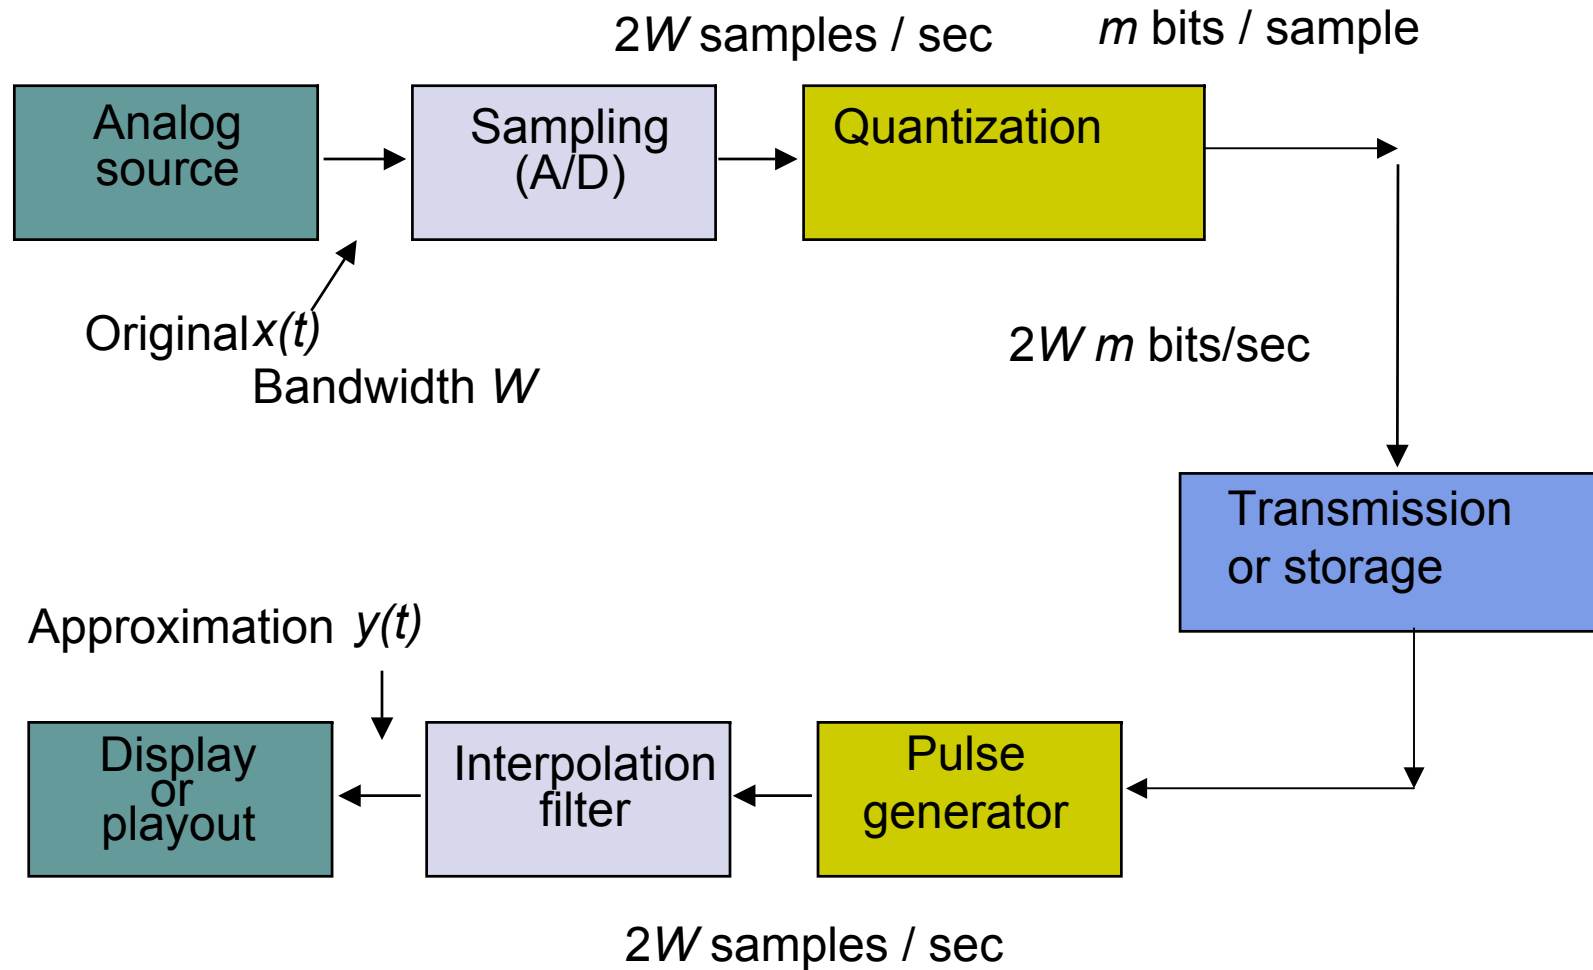 2W samples / sec
m bits / sample
Analog
source
Sampling
(A/D)
Quantization
Original x(t)
Bandwidth W
2W m bits/sec
Transmission
or storage
Approximation y(t)
Display
or
playout
Interpolation
filter
Pulse
generator
2W samples / sec